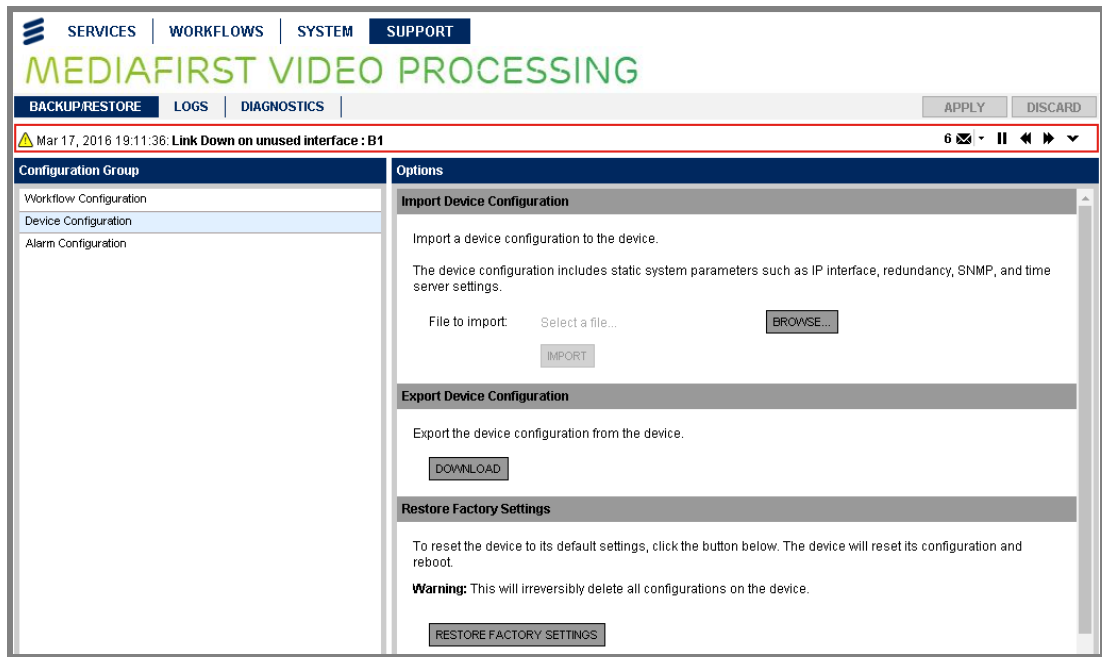 SERVICES WORKFLOWS SYSTEM SUPPORT
MEDIAFIRST VIDEO PROCESSING
BACKUP/RESTORE LOGS DIAGNOSTICS APPLY DISCARD
Mar 17, 2016 19:11:36: Link Down on unused interface : B1 6
Configuration Group
Workflow Configuration
Device Configuration
Alarm Configuration
Options
Import Device Configuration
Import a device configuration to the device.
The device configuration includes static system parameters such as IP interface, redundancy, SNMP, and time
server settings.
File to import: Select a file... BROWSE...
IMPORT
Export Device Configuration
Export the device configuration from the device.
DOWNLOAD
Restore Factory Settings
To reset the device to its default settings, click the button below. The device will reset its configuration and
reboot.
Warning: This will irreversibly delete all configurations on the device.
RESTORE FACTORY SETTINGS